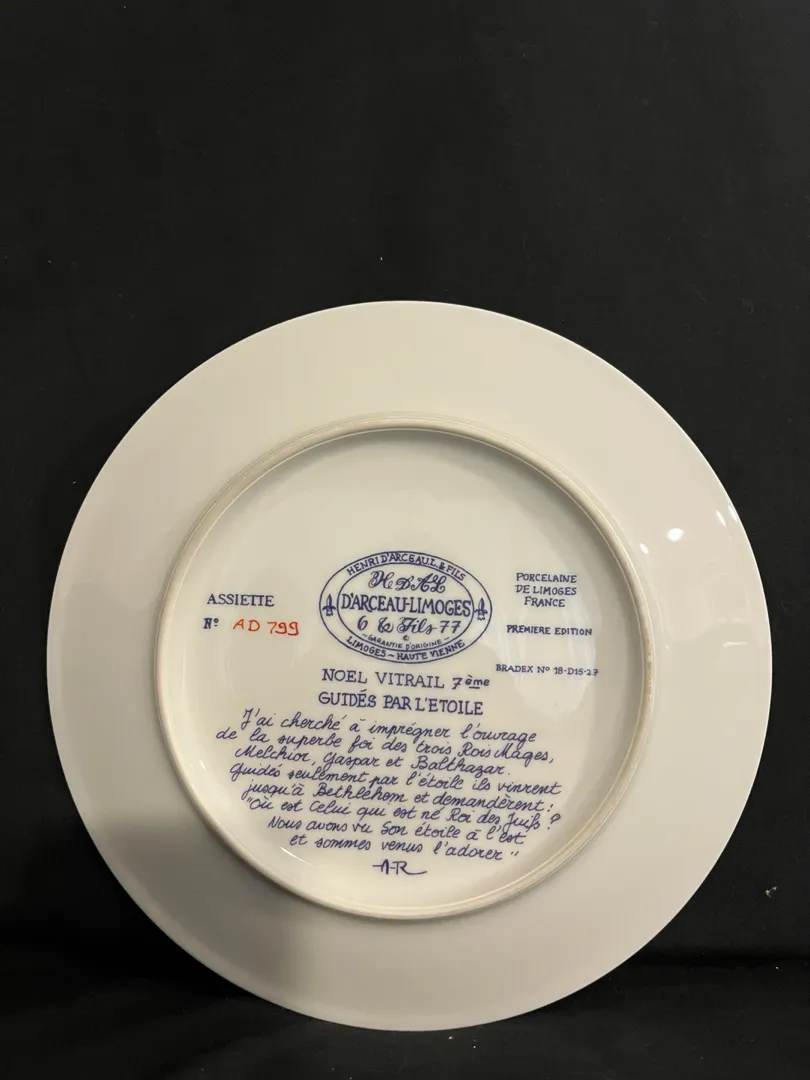 ASSIETTE
Nº AD 799
HENRI D'ARCEAU & FILS
H D'A L
D'ARCEAU-LIMOGES
6 & Fils 77
©
GARANTIE D'ORIGINE
LIMOGES - HAUTE VIENNE
PORCELAINE
DE LIMOGES
FRANCE
PREMIERE EDITION
BRADEX Nº 18-D15-2.7
NOEL VITRAIL 7ème
GUIDÉS PAR L'ETOILE
J'ai cherché à imprégner l'ouvrage
de la superbe foi des trois Rois Mages,
Melchior, Gaspar et Balthazar.
Guidés seulement par l'étoile ils vinrent
jusqu'à Bethléhem et demandèrent:
"Où est Celui qui est né Roi des Juifs?
Nous avons vu Son étoile à l'est
et sommes venus l'adorer"
A-R